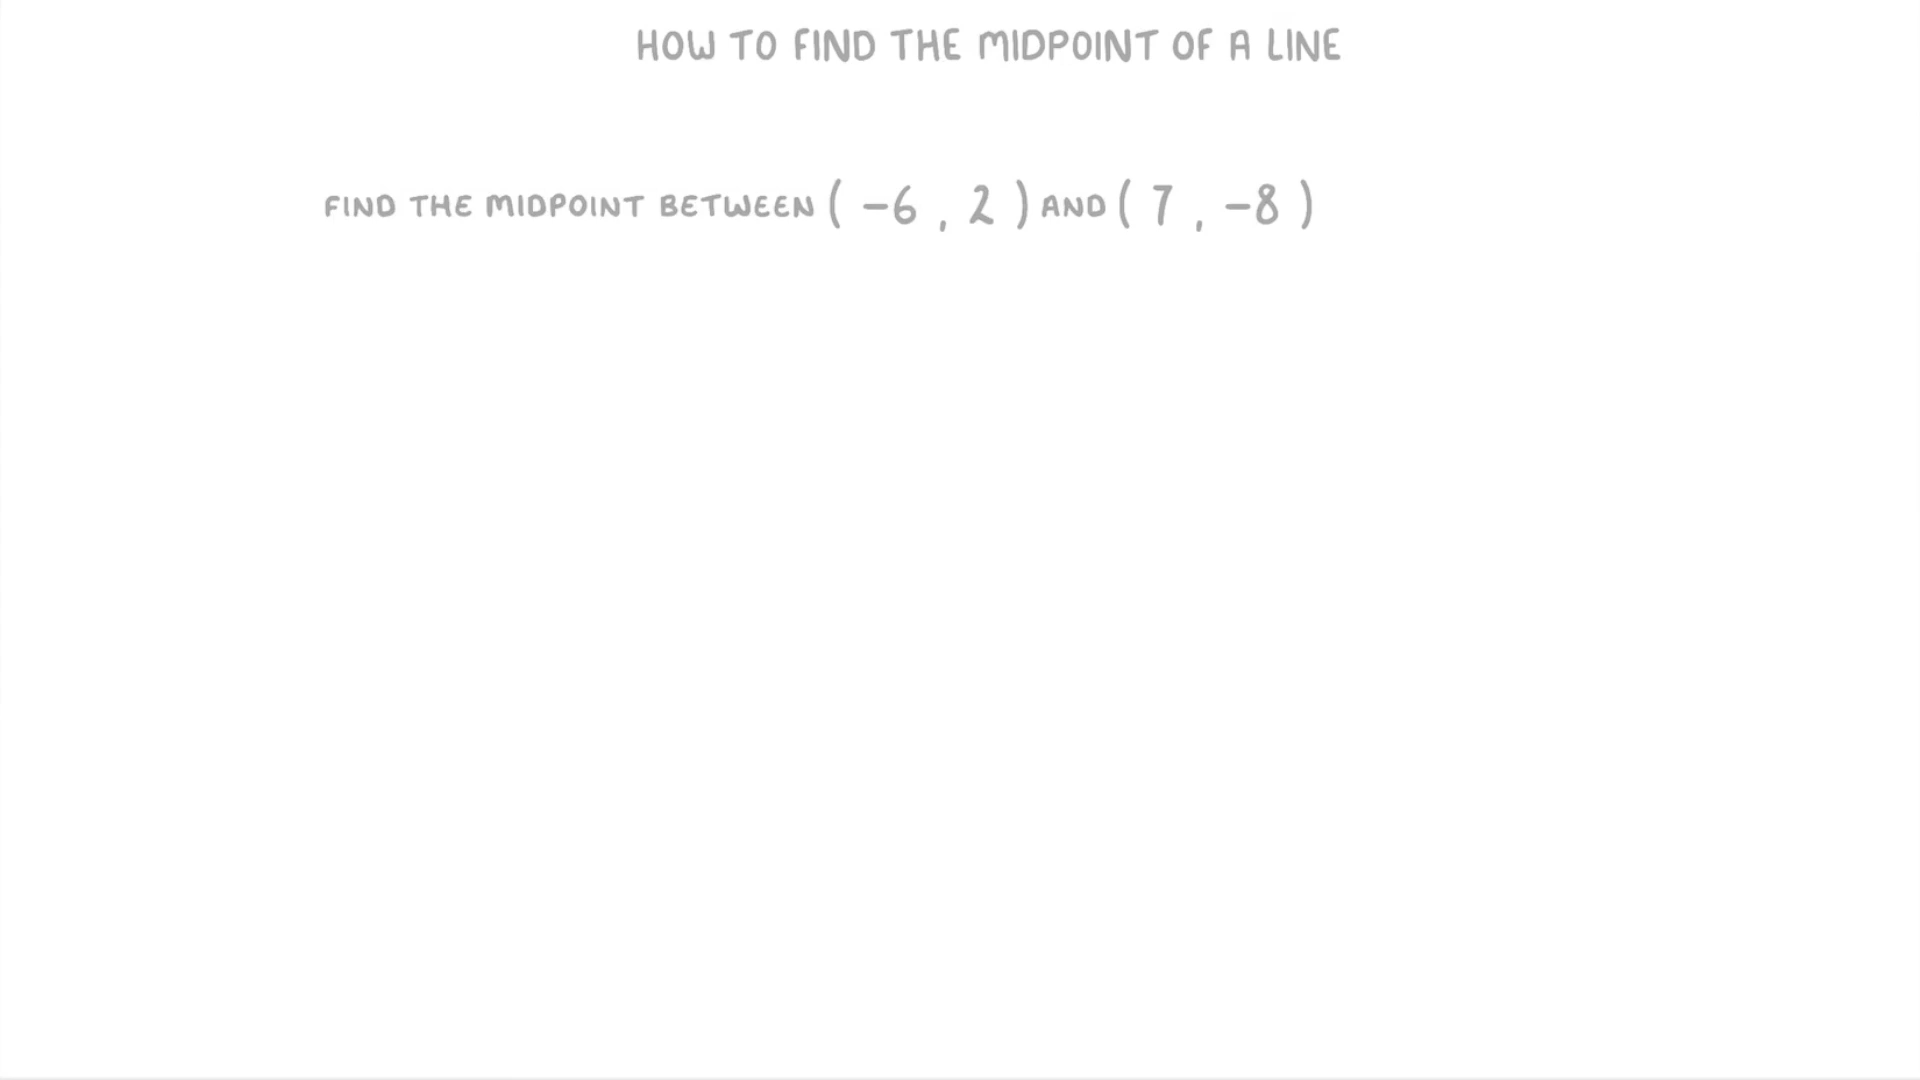 HOW TO FIND THE MIDPOINT OF A LINE
FIND THE MIDPOINT BETWEEN ( -6 , 2 ) AND ( 7 , -8 )